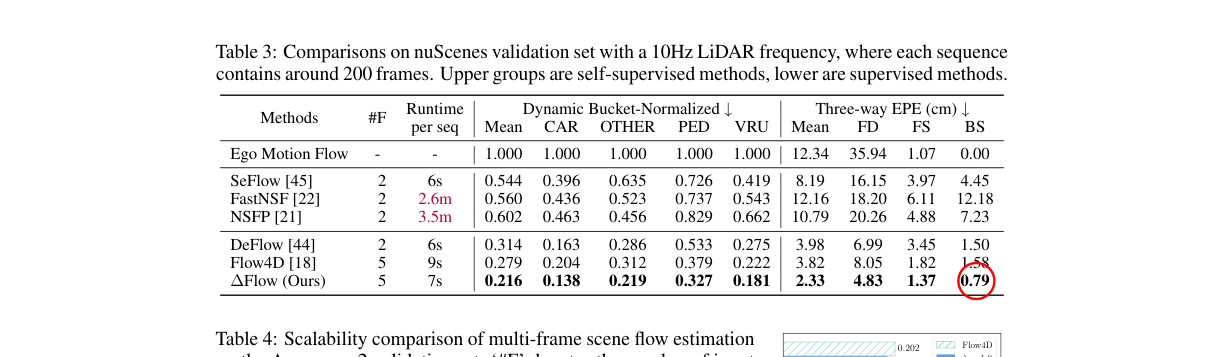 Table 3: Comparisons on nuScenes validation set with a 10Hz LiDAR frequency, where each sequence
contains around 200 frames. Upper groups are self-supervised methods, lower are supervised methods.
Methods #F Runtime per seq Dynamic Bucket-Normalized ↓ Three-way EPE (cm) ↓
Mean CAR OTHER PED VRU Mean FD FS BS
Ego Motion Flow - - 1.000 1.000 1.000 1.000 1.000 12.34 35.94 1.07 0.00
SeFlow [45] 2 6s 0.544 0.396 0.635 0.726 0.419 8.19 16.15 3.97 4.45
FastNSF [22] 2 2.6m 0.560 0.436 0.523 0.737 0.543 12.16 18.20 6.11 12.18
NSFP [21] 2 3.5m 0.602 0.463 0.456 0.829 0.662 10.79 20.26 4.88 7.23
DeFlow [44] 2 6s 0.314 0.163 0.286 0.533 0.275 3.98 6.99 3.45 1.50
Flow4D [18] 5 9s 0.279 0.204 0.312 0.379 0.222 3.82 8.05 1.82 1.58
ΔFlow (Ours) 5 7s 0.216 0.138 0.219 0.327 0.181 2.33 4.83 1.37 0.79
Table 4: Scalability comparison of multi-frame scene flow estimation
0.202 Flow4D